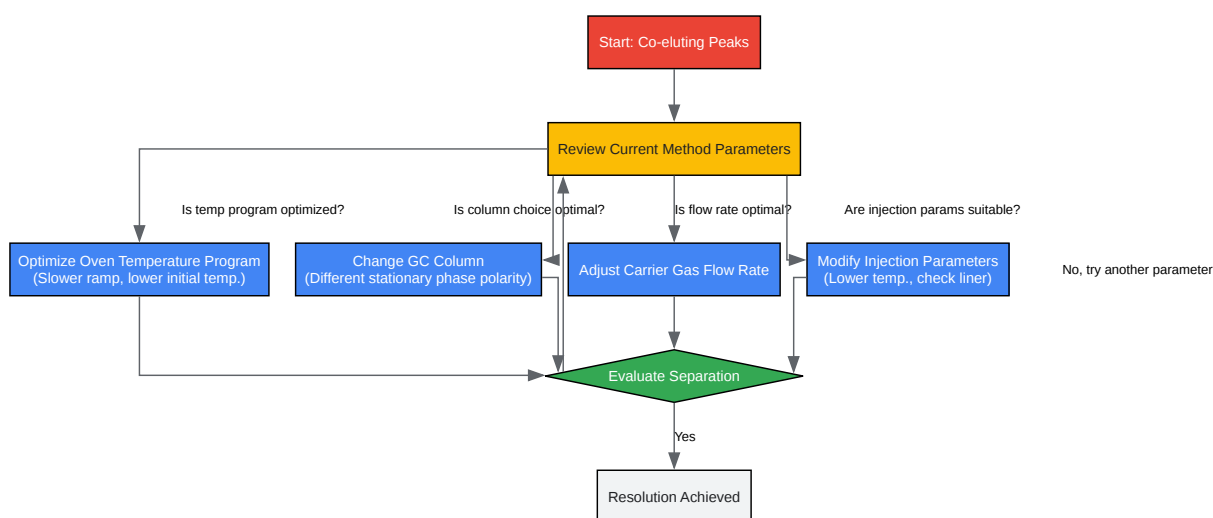 Start: Co-eluting Peaks
Review Current Method Parameters
Is temp program optimized?
Is column choice optimal?
Is flow rate optimal?
Are injection params suitable?
Optimize Oven Temperature Program
(Slower ramp, lower initial temp.)
Change GC Column
(Different stationary phase polarity)
Adjust Carrier Gas Flow Rate
Modify Injection Parameters
(Lower temp., check liner)
No, try another parameter
Evaluate Separation
Yes
Resolution Achieved